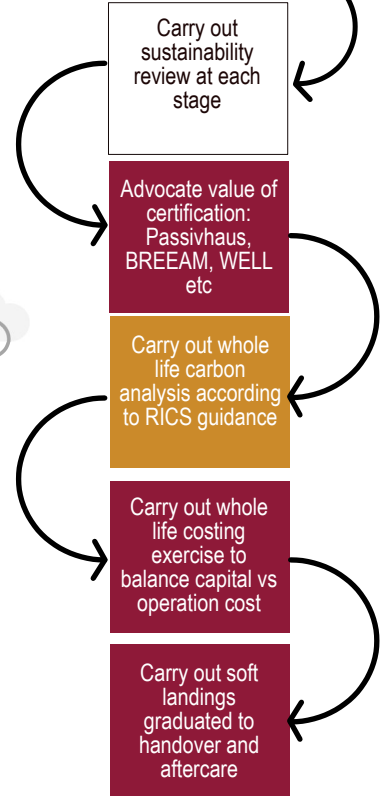 Carry out
sustainability
review at each
stage
Advocate value of
certification:
Passivhaus,
BREEAM, WELL
etc
Carry out whole
life carbon
analysis according
to RICS guidance
Carry out whole
life costing
exercise to
balance capital vs
operation cost
Carry out soft
landings
graduated to
handover and
aftercare